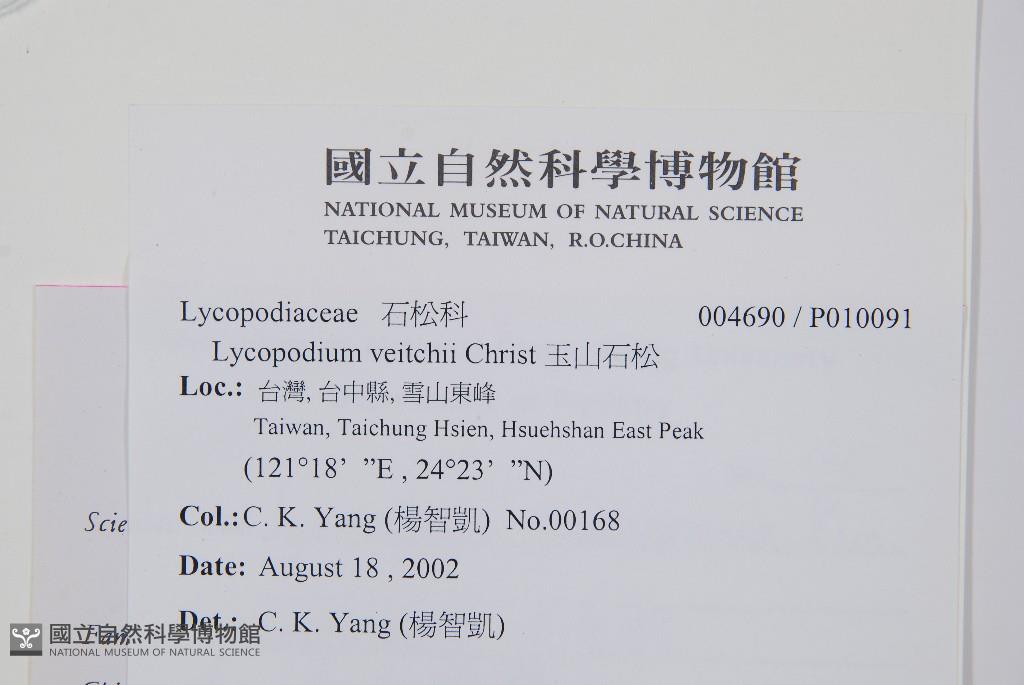 國立自然科學博物館
NATIONAL MUSEUM OF NATURAL SCIENCE
TAICHUNG, TAIWAN, R.O.CHINA
Lycopodiaceae 石松科 004690 / P010091
Lycopodium veitchii Christ 玉山石松
Loc.: 台灣, 台中縣, 雪山東峰
Taiwan, Taichung Hsien, Hsuehshan East Peak
(121°18’ ”E , 24°23’ ”N)
Scie
Col.: C. K. Yang (楊智凱) No.00168
Date: August 18 , 2002
Det.: C. K. Yang (楊智凱)
Fam
國立自然科學博物館
NATIONAL MUSEUM OF NATURAL SCIENCE